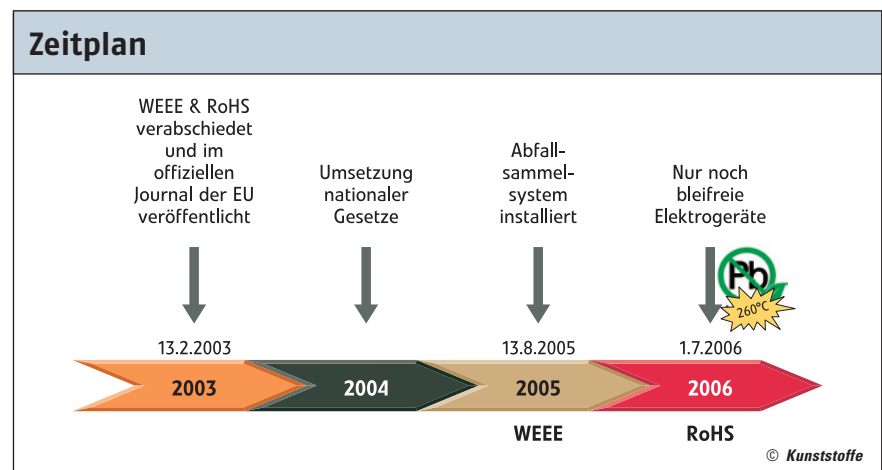 Zeitplan
WEEE & RoHS
verabschiedet
und im
offiziellen
Journal der EU
veröffentlicht
Umsetzung
nationaler
Gesetze
Abfall-
sammel-
system
installiert
Nur noch
bleifreie
Elektrogeräte
Pb
260°C
13.2.2003
13.8.2005
1.7.2006
2003
2004
2005
2006
WEEE
RoHS
© Kunststoffe